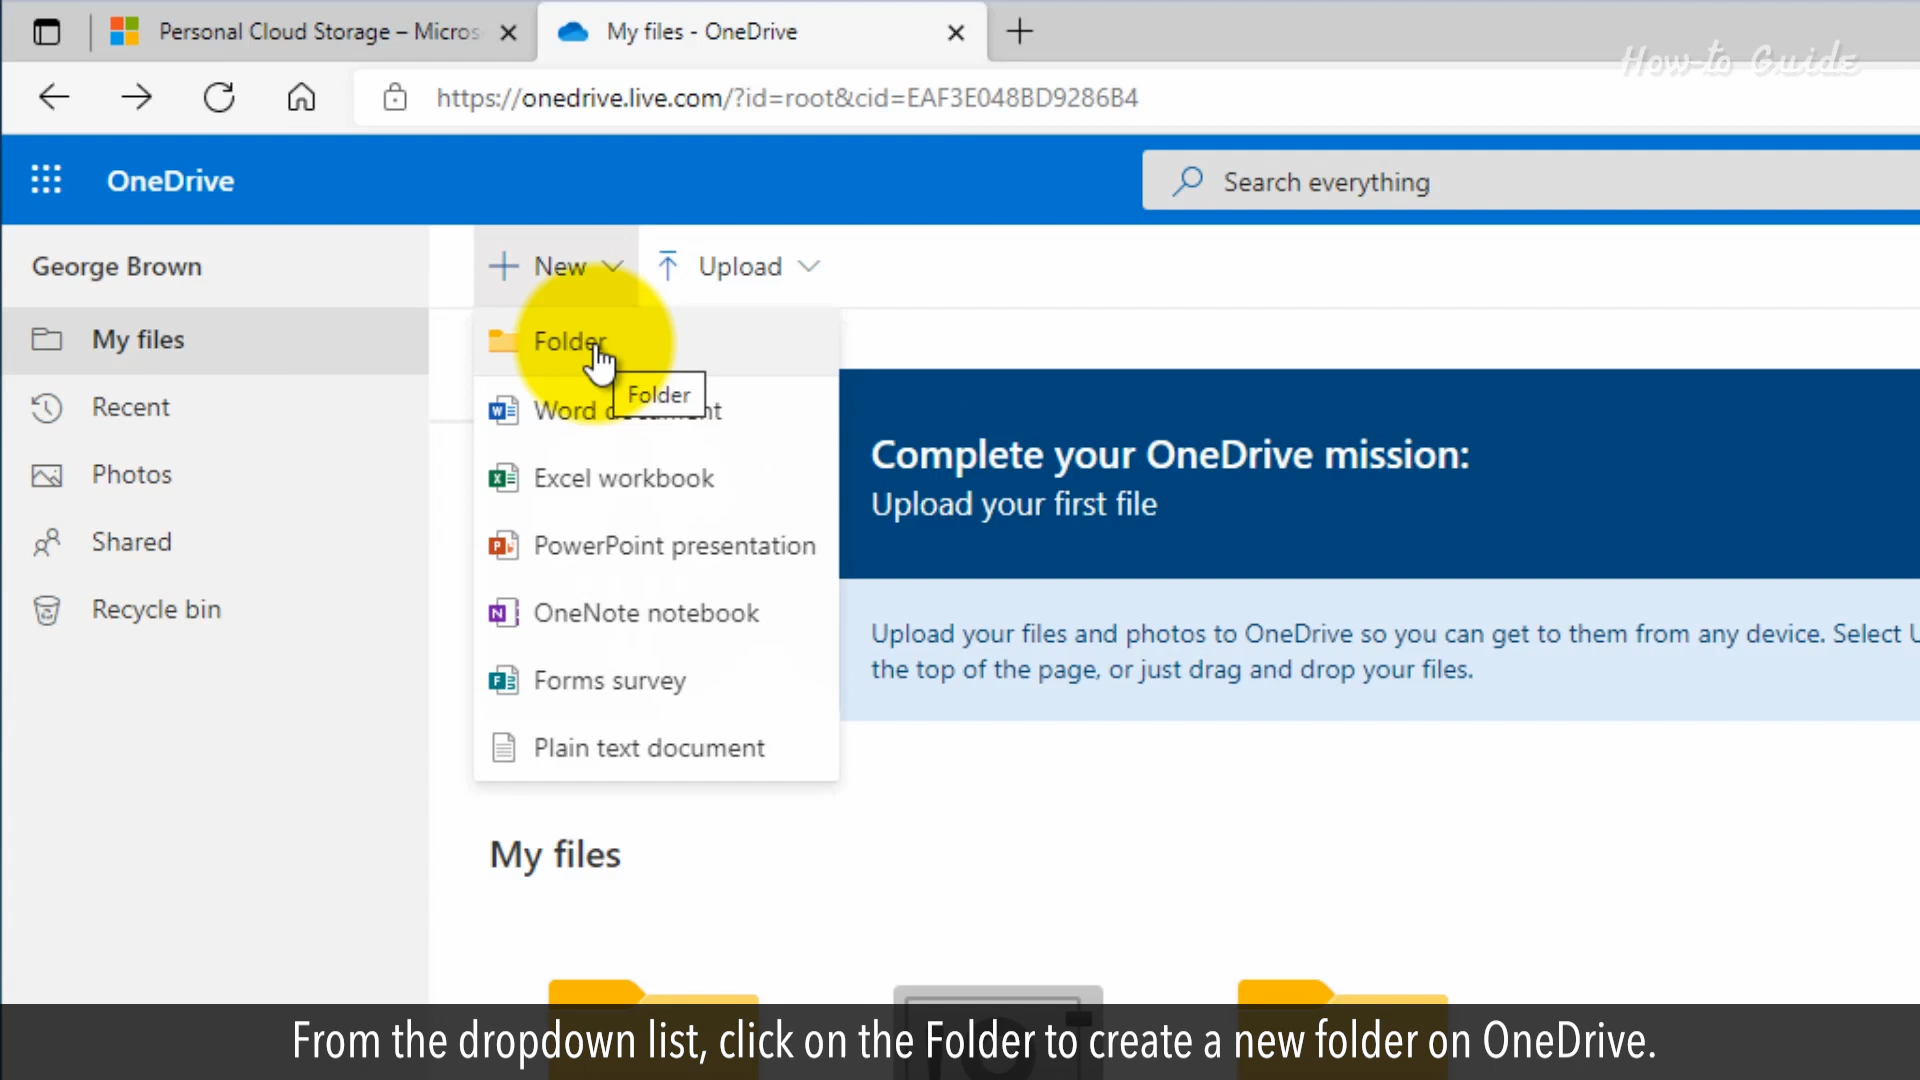 Personal Cloud Storage – Micros
My files - OneDrive
How-to Guide
https://onedrive.live.com/?id=root&cid=EAF3E048BD9286B4
OneDrive
Search everything
George Brown
New
Upload
My files
Recent
Photos
Shared
Recycle bin
Folder
Folder
Word document
Excel workbook
PowerPoint presentation
OneNote notebook
Forms survey
Plain text document
Complete your OneDrive mission:
Upload your first file
Upload your files and photos to OneDrive so you can get to them from any device. Select U
the top of the page, or just drag and drop your files.
My files
From the dropdown list, click on the Folder to create a new folder on OneDrive.